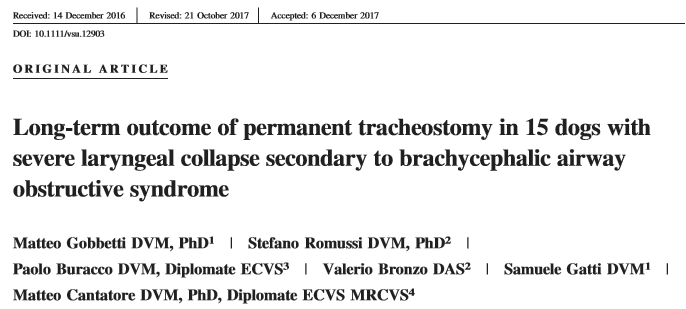 Received: 14 December 2016 | Revised: 21 October 2017 | Accepted: 6 December 2017
DOI: 10.1111/vsu.12903
ORIGINAL ARTICLE
Long-term outcome of permanent tracheostomy in 15 dogs with
severe laryngeal collapse secondary to brachycephalic airway
obstructive syndrome
Matteo Gobbetti DVM, PhD¹ | Stefano Romussi DVM, PhD² |
Paolo Buracco DVM, Diplomate ECVS³ | Valerio Bronzo DAS² | Samuele Gatti DVM¹ |
Matteo Cantatore DVM, PhD, Diplomate ECVS MRCVS⁴